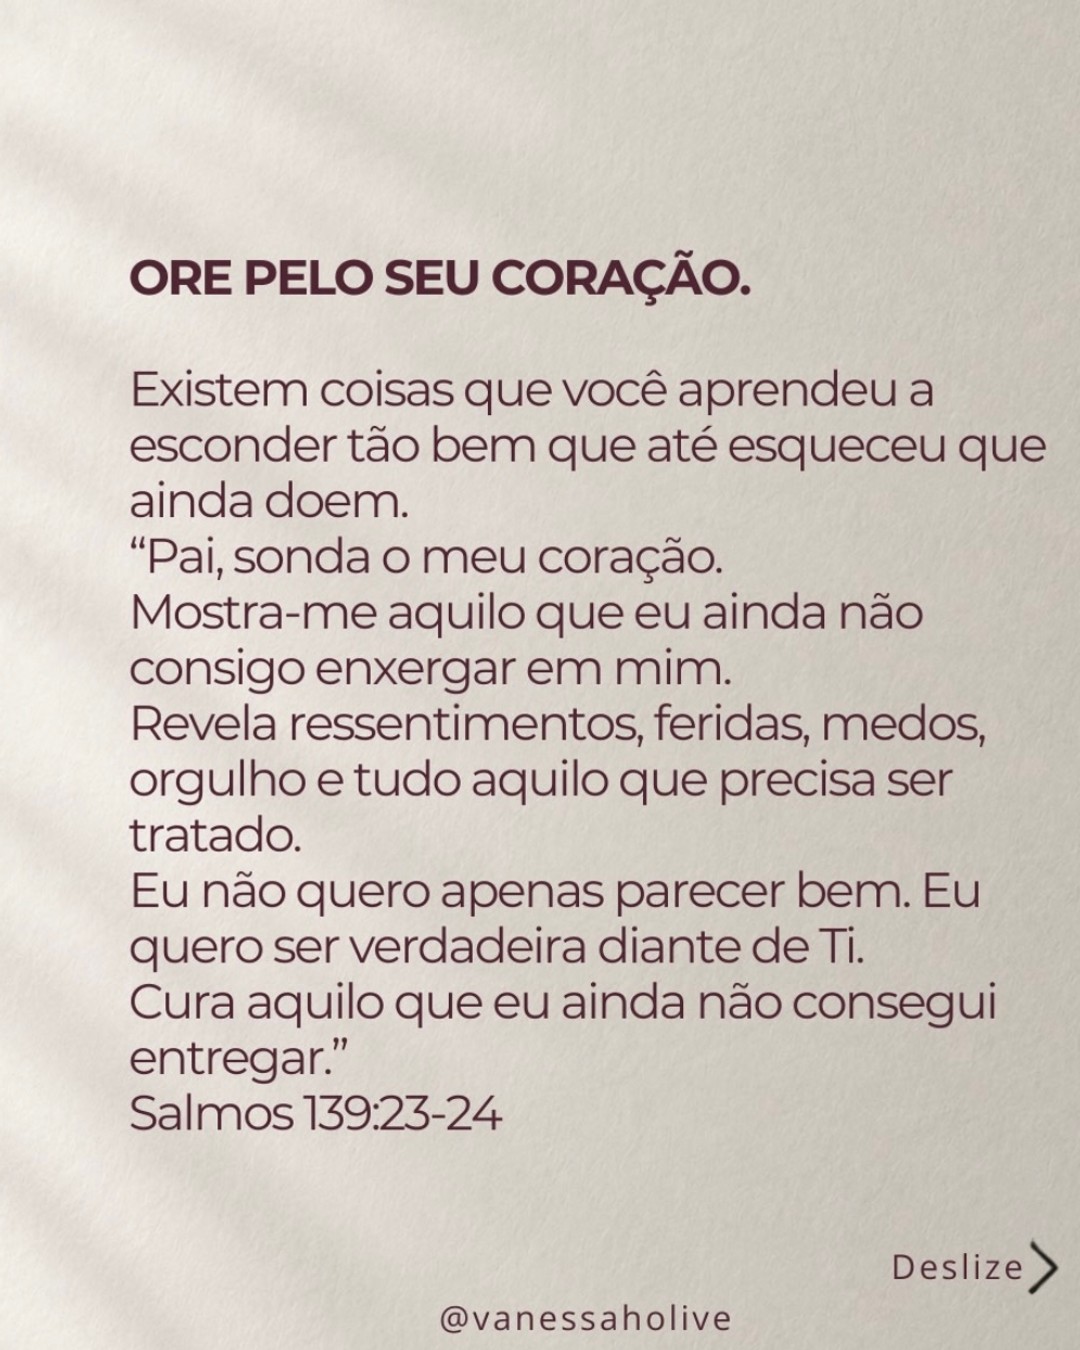 ORE PELO SEU CORAÇÃO.
Existem coisas que você aprendeu a
esconder tão bem que até esqueceu que
ainda doem.
“Pai, sonda o meu coração.
Mostra-me aquilo que eu ainda não
consigo enxergar em mim.
Revela ressentimentos, feridas, medos,
orgulho e tudo aquilo que precisa ser
tratado.
Eu não quero apenas parecer bem. Eu
quero ser verdadeira diante de Ti.
Cura aquilo que eu ainda não consegui
entregar.”
Salmos 139:23-24
Deslize
@vanessaholive